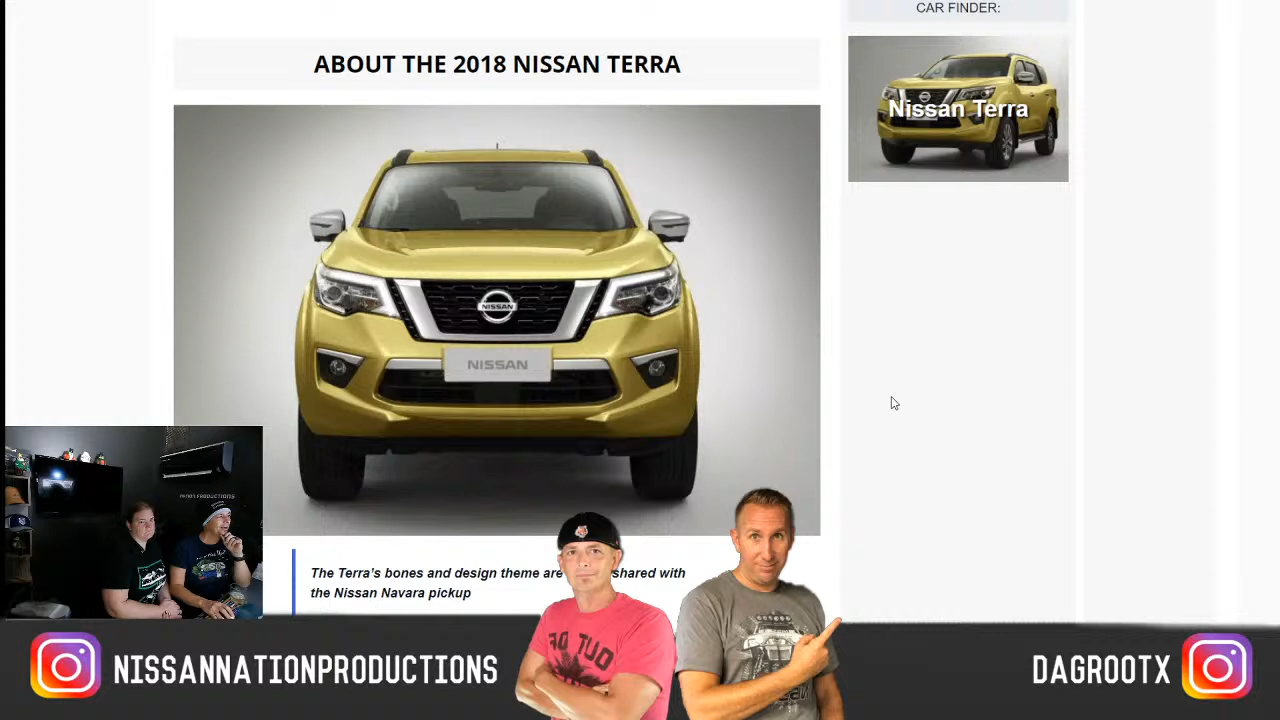 CAR FINDER:
ABOUT THE 2018 NISSAN TERRA
Nissan Terra
NISSAN
NISSAN
The Terra's bones and design theme are shared with
the Nissan Navara pickup
NISSANNATIONPRODUCTIONS
DAGROOTX